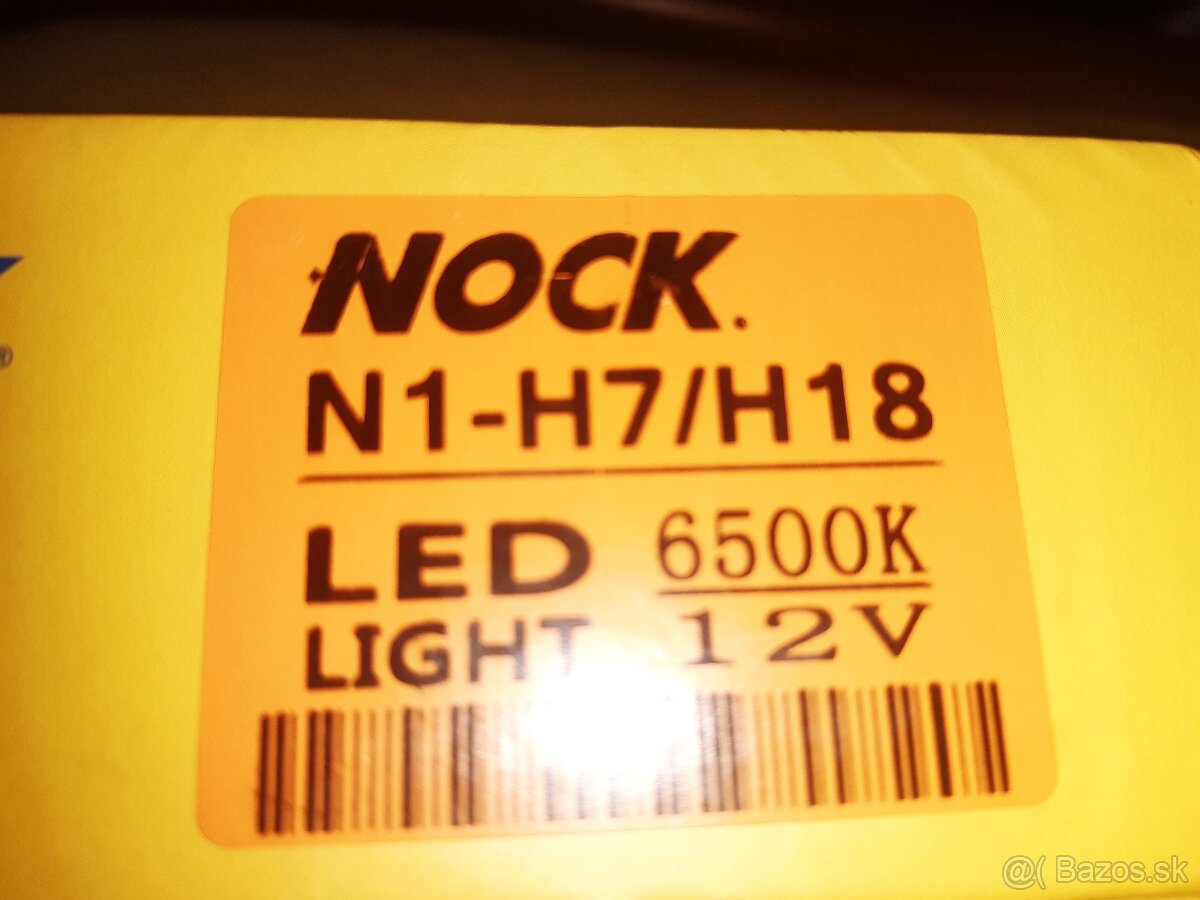 NOCK.
N1-H7/H18
LED 6500K
LIGHT 12V
®
@( Bazos.sk